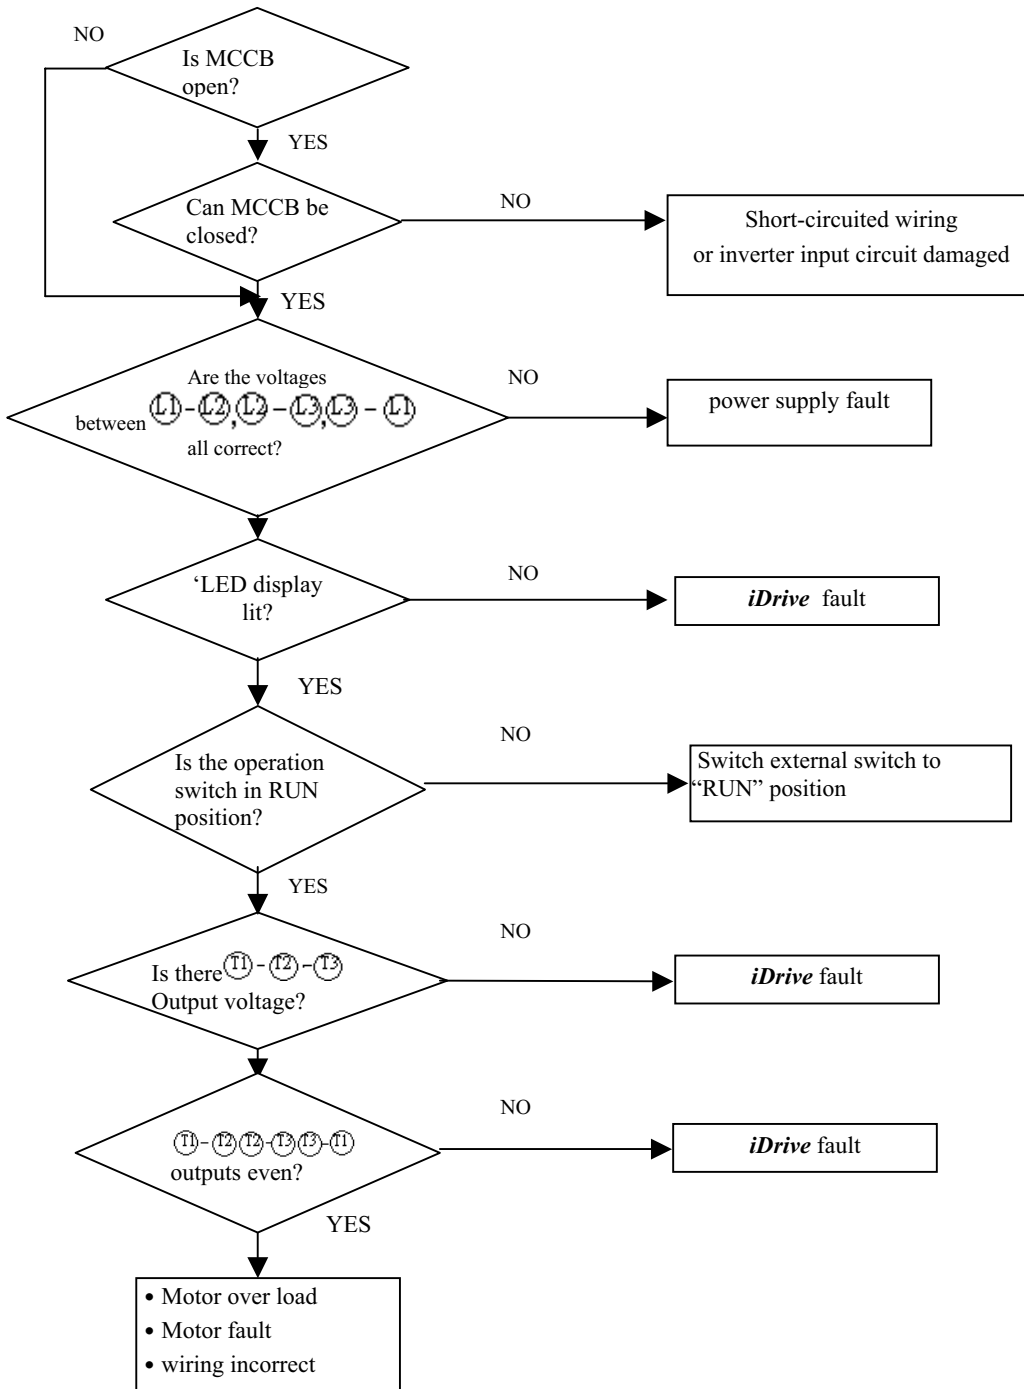 NO
Is MCCB
open?
YES
Can MCCB be
closed?
NO
Short-circuited wiring
or inverter input circuit damaged
YES
Are the voltages
between L1-L2,L2-L3,L3-L1
all correct?
NO
power supply fault
‘LED display
lit?
NO
iDrive fault
YES
Is the operation
switch in RUN
position?
NO
Switch external switch to
“RUN” position
YES
Is there T1-T2-T3
Output voltage?
NO
iDrive fault
T1-T2T2-T3T3-T1
outputs even?
NO
iDrive fault
YES
• Motor over load
• Motor fault
• wiring incorrect